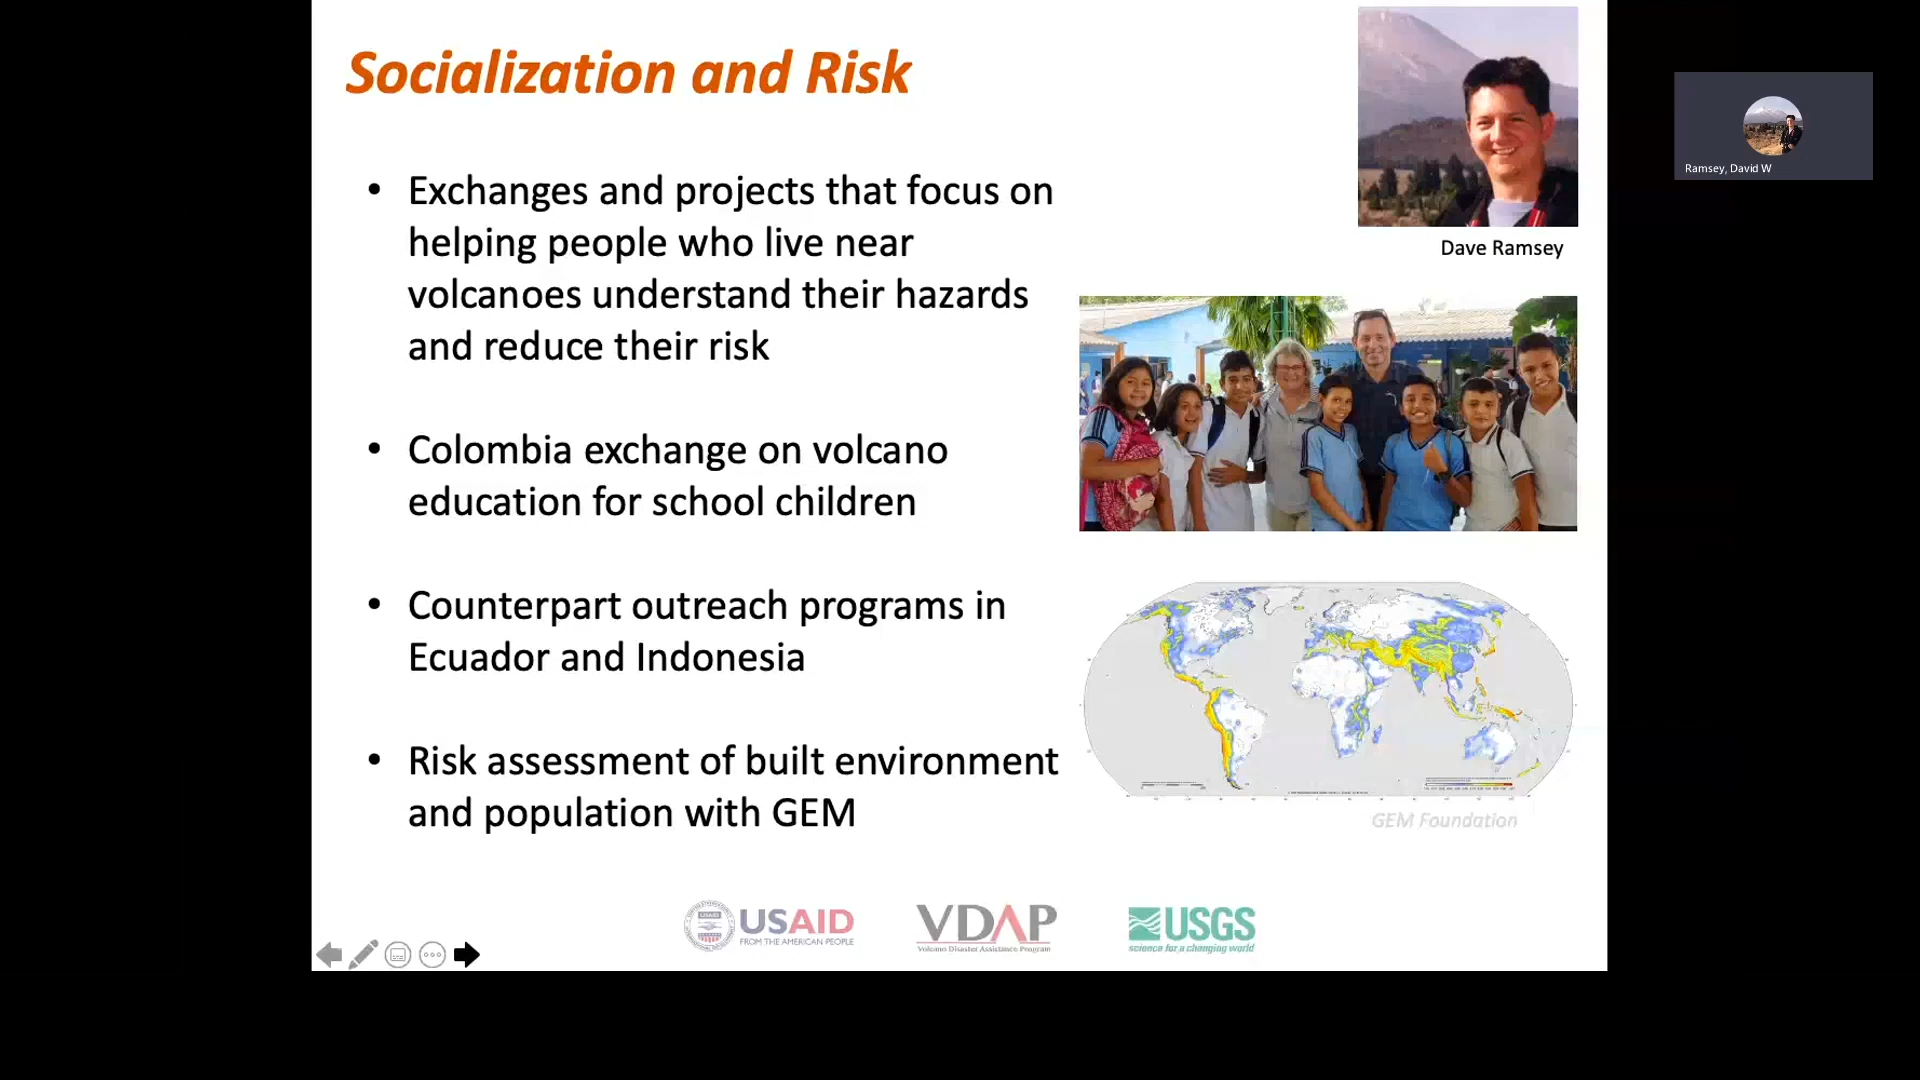 Socialization and Risk
• Exchanges and projects that focus on
helping people who live near
volcanoes understand their hazards
and reduce their risk
• Colombia exchange on volcano
education for school children
• Counterpart outreach programs in
Ecuador and Indonesia
• Risk assessment of built environment
and population with GEM
Dave Ramsey
Ramsey, David W
GEM Foundation
USAID
FROM THE AMERICAN PEOPLE
VDAP
Volcano Disaster Assistance Program
USGS
science for a changing world